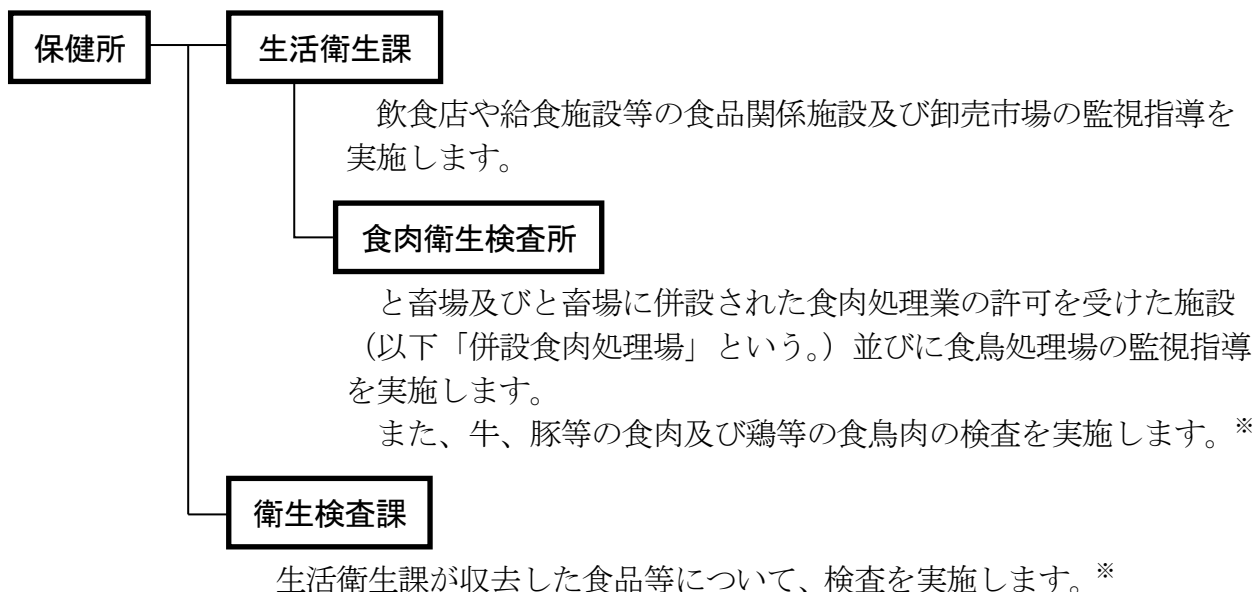 保健所
生活衛生課
飲食店や給食施設等の食品関係施設及び卸売市場の監視指導を
実施します。
食肉衛生検査所
と畜場及びと畜場に併設された食肉処理業の許可を受けた施設
（以下「併設食肉処理場」という。）並びに食鳥処理場の監視指導
を実施します。
また、牛、豚等の食肉及び鶏等の食鳥肉の検査を実施します。※
衛生検査課
生活衛生課が収去した食品等について、検査を実施します。※